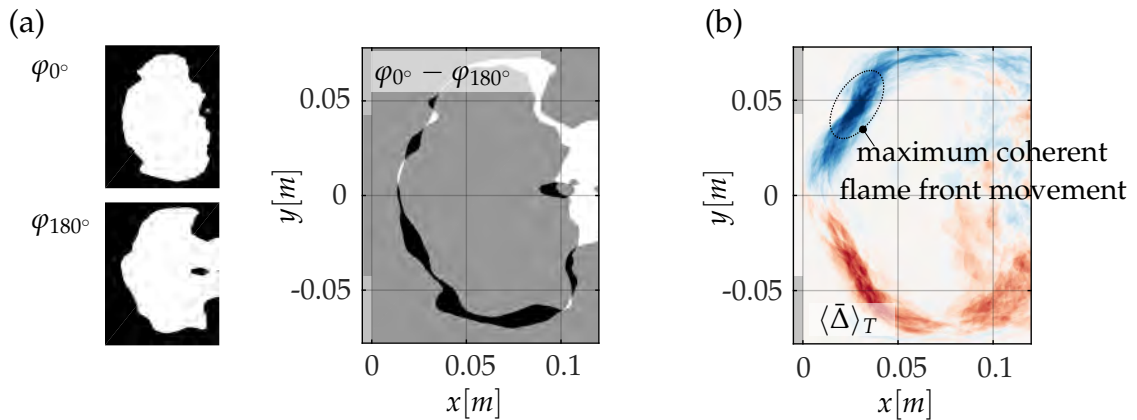 (a)
φ0°
φ180°
φ0° − φ180°
0.05
0
-0.05
y[m]
0
0.05
0.1
x[m]
(b)
0.05
0
-0.05
y[m]
maximum coherent
flame front movement
⟨Δ̄⟩T
0
0.05
0.1
x[m]